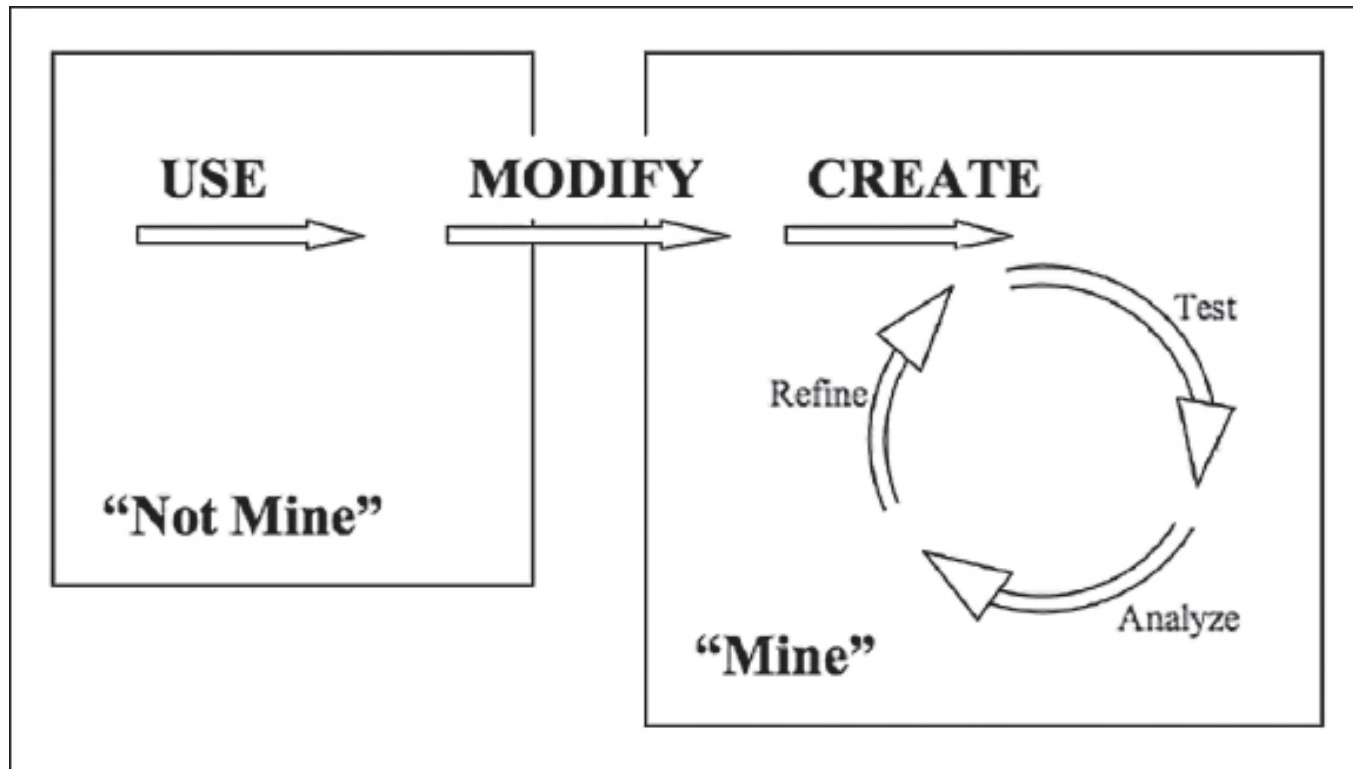 USE
MODIFY
CREATE
Test
Refine
“Not Mine”
Analyze
“Mine”